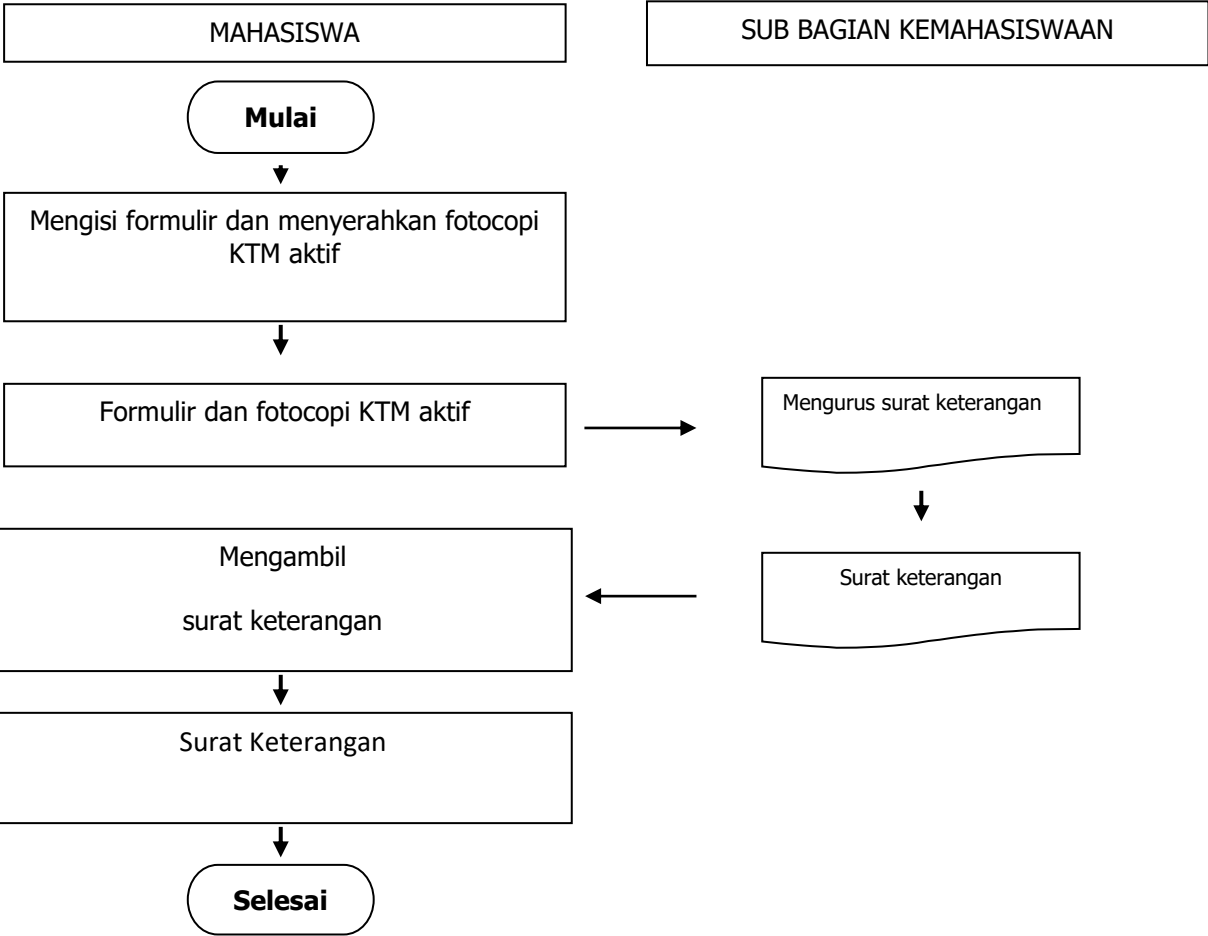 MAHASISWA
SUB BAGIAN KEMAHASISWAAN
Mulai
Mengisi formulir dan menyerahkan fotocopi
KTM aktif
Formulir dan fotocopi KTM aktif
Mengurus surat keterangan
Surat keterangan
Mengambil
surat keterangan
Surat Keterangan
Selesai